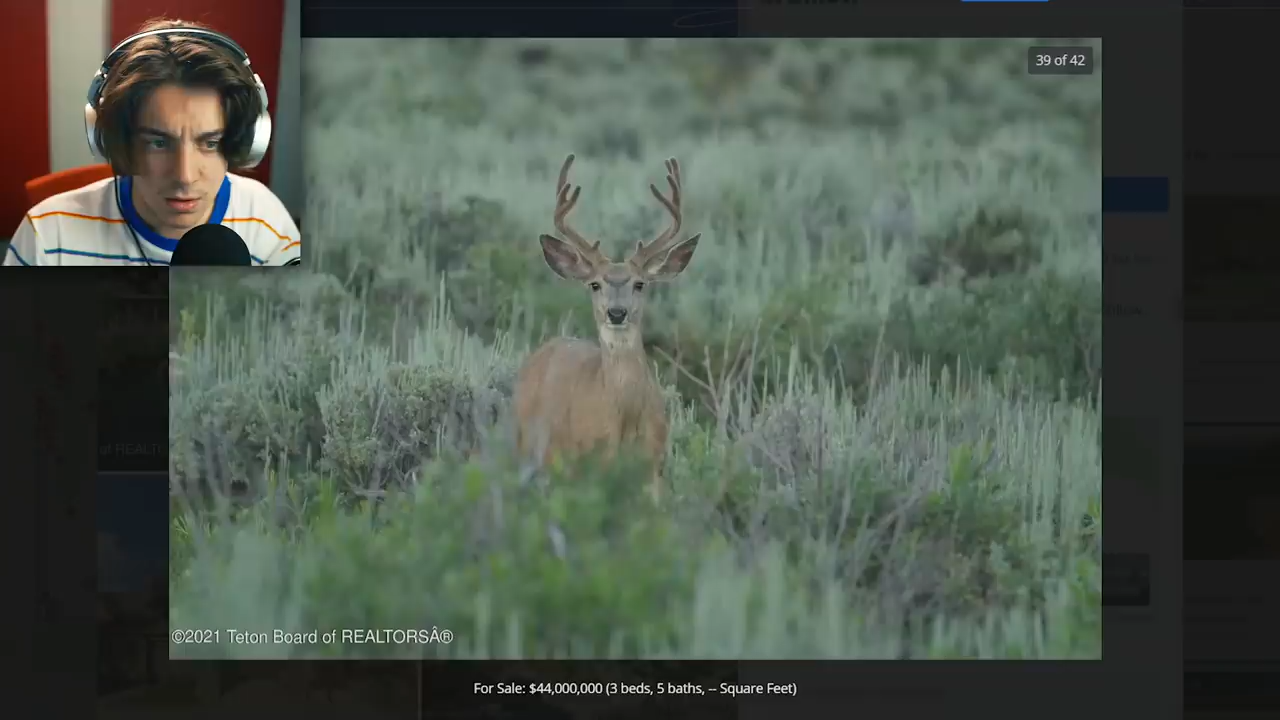 39 of 42
©2021 Teton Board of REALTORSÂ®
For Sale: $44,000,000 (3 beds, 5 baths, -- Square Feet)